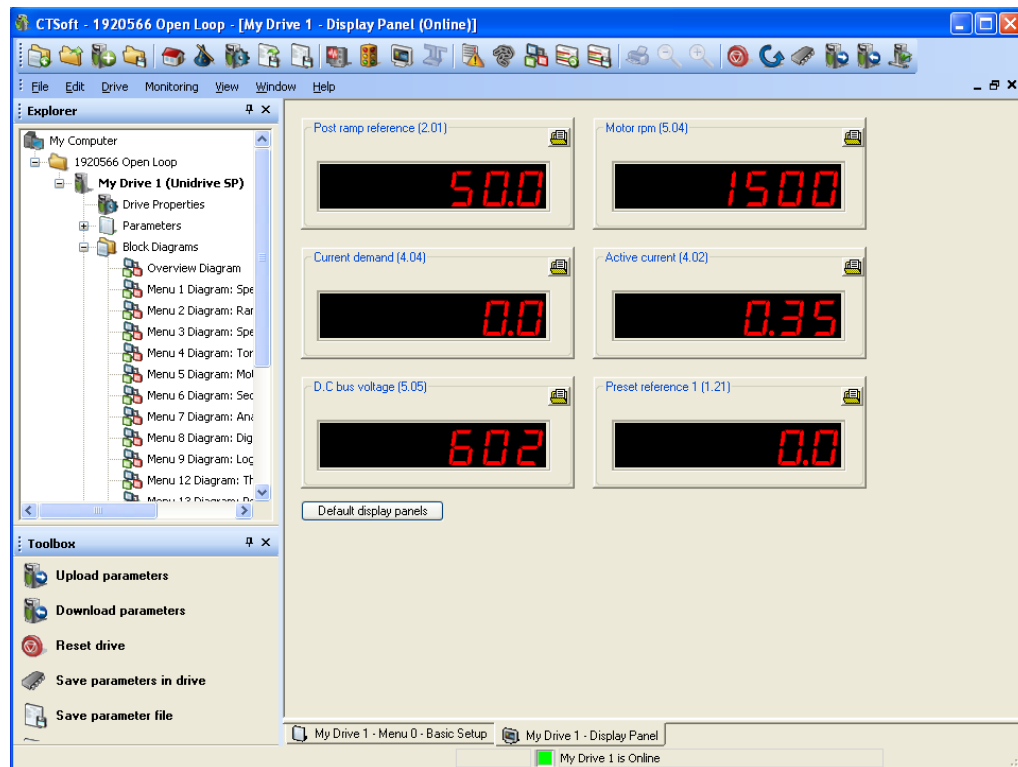 CTSoft - 1920566 Open Loop - [My Drive 1 - Display Panel (Online)]
File Edit Drive Monitoring View Window Help
Explorer
My Computer
1920566 Open Loop
My Drive 1 (Unidrive SP)
Drive Properties
Parameters
Block Diagrams
Overview Diagram
Menu 1 Diagram: Spe
Menu 2 Diagram: Rar
Menu 3 Diagram: Spe
Menu 4 Diagram: Tor
Menu 5 Diagram: Mot
Menu 6 Diagram: Sec
Menu 7 Diagram: Ana
Menu 8 Diagram: Dig
Menu 9 Diagram: Log
Menu 12 Diagram: Th
Menu 13 Diagram:
Toolbox
Upload parameters
Download parameters
Reset drive
Save parameters in drive
Save parameter file
Post ramp reference (2.01)
50.0
Motor rpm (5.04)
1500
Current demand (4.04)
0.0
Active current (4.02)
0.35
D.C bus voltage (5.05)
602
Preset reference 1 (1.21)
0.0
Default display panels
My Drive 1 - Menu 0 - Basic Setup
My Drive 1 - Display Panel
My Drive 1 is Online